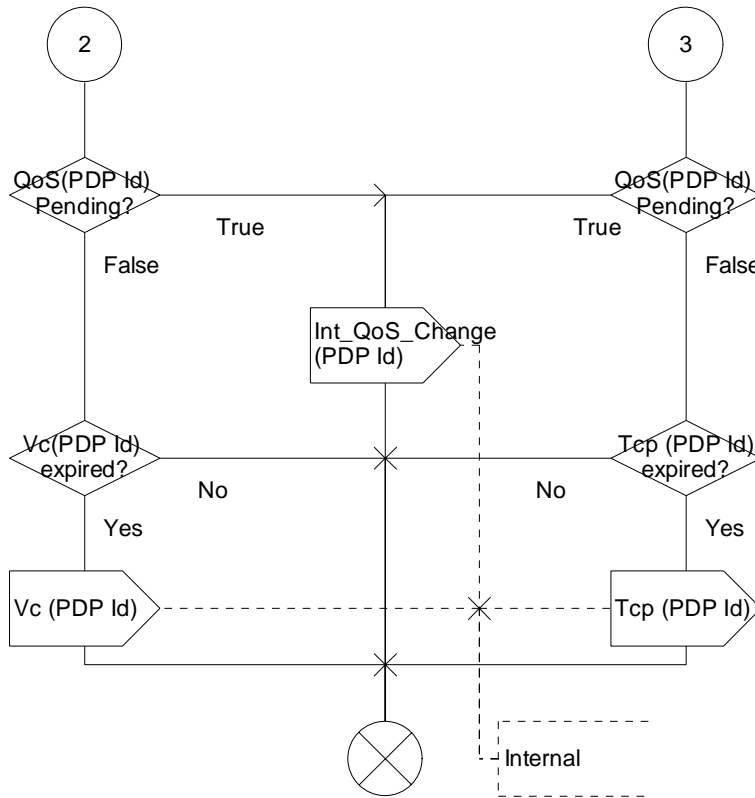 2
3
QoS(PDP Id)
Pending?
QoS(PDP Id)
Pending?
True
True
False
False
Int_QoS_Change
(PDP Id)
Vc(PDP Id)
expired?
Tcp (PDP Id)
expired?
No
No
Yes
Yes
Vc (PDP Id)
Tcp (PDP Id)
Internal